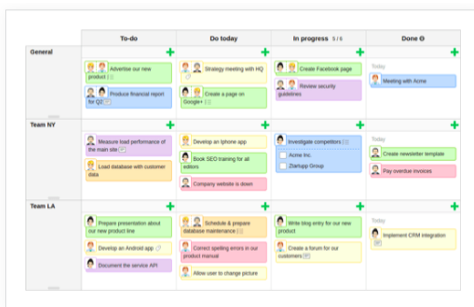 To-do
Do today
In progress 5 / 6
Done
General
Advertise our new
product
Produce financial report
for Q2
Strategy meeting with HQ
Create a page on
Google+
Create Facebook page
Review security
guidelines
Today
Meeting with Acme
Team NY
Measure load performance of
the main site
Load database with customer
data
Develop an Iphone app
Book SEO training for all
editors
Company website is down
Investigate competitors
Acme Inc.
Ztartupp Group
Today
Create newsletter template
Pay overdue invoices
Team LA
Prepare presentation about
our new product line
Develop an Android app
Document the service API
Schedule & prepare
database maintenance
Correct spelling errors in our
product manual
Allow user to change picture
Write blog entry for our new
product
Create a forum for our
customers
Today
Implement CRM integration